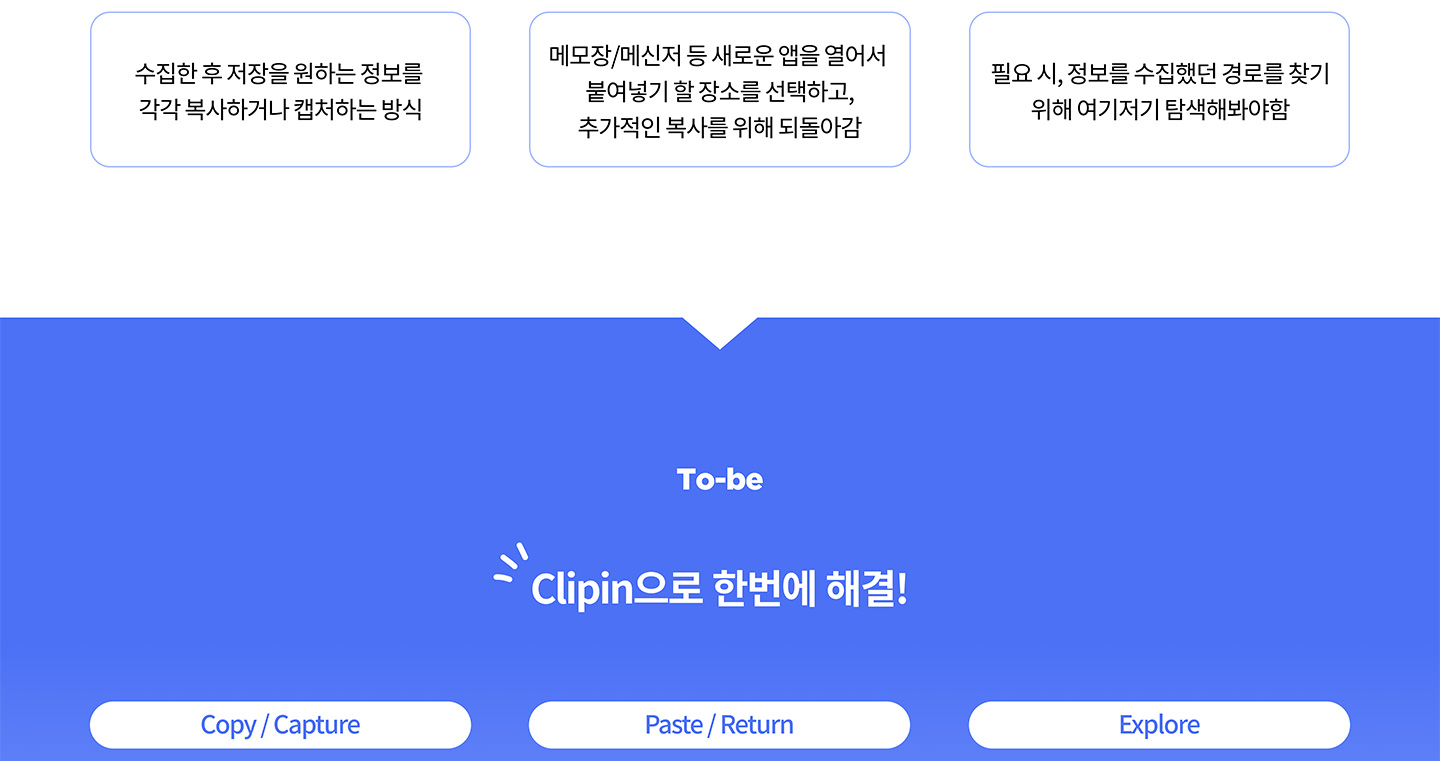 수집한 후 저장을 원하는 정보를
각각 복사하거나 캡처하는 방식
메모장/메신저 등 새로운 앱을 열어서
붙여넣기 할 장소를 선택하고,
추가적인 복사를 위해 되돌아감
필요 시, 정보를 수집했던 경로를 찾기
위해 여기저기 탐색해봐야함
To-be
Clipin으로 한번에 해결!
Copy / Capture
Paste / Return
Explore